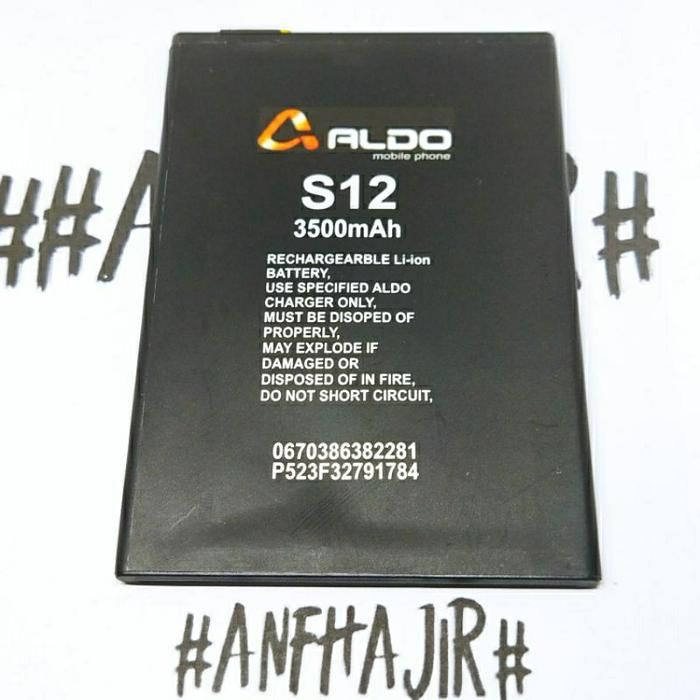 ALDO
mobile phone
S12
3500mAh
RECHARGEARBLE Li-ion
BATTERY,
USE SPECIFIED ALDO
CHARGER ONLY,
MUST BE DISOPED OF
PROPERLY,
MAY EXPLODE IF
DAMAGED OR
DISPOSED OF IN FIRE,
DO NOT SHORT CIRCUIT,
0670386382281
P523F32791784
##A #
#ANFHAJIR#